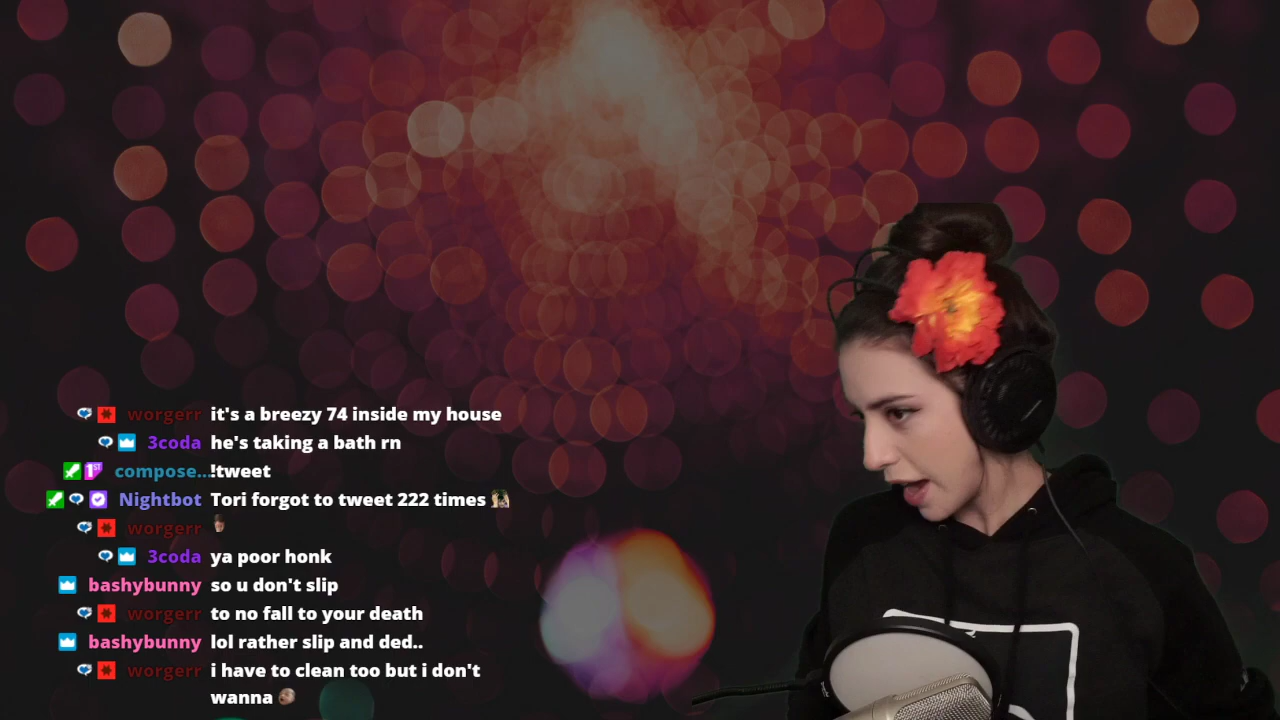 worgerr it's a breezy 74 inside my house
3coda he's taking a bath rn
compose... !tweet
Nightbot Tori forgot to tweet 222 times
worgerr
3coda ya poor honk
bashybunny so u don't slip
worgerr to no fall to your death
bashybunny lol rather slip and ded..
worgerr i have to clean too but i don't
wanna